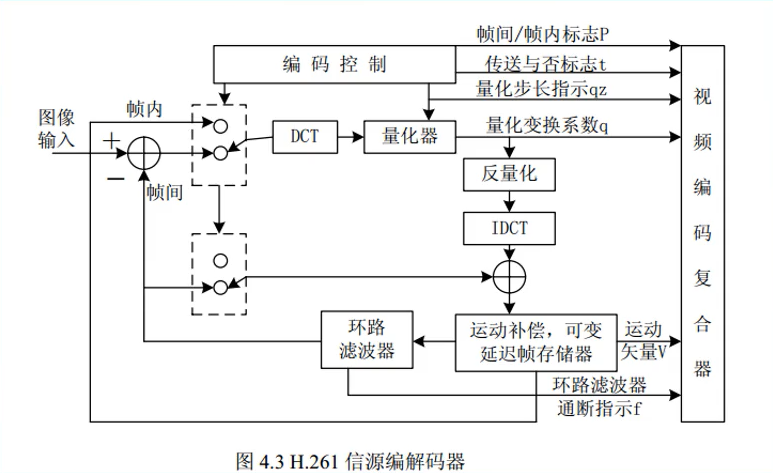 帧间/帧内标志P
编 码 控 制
传送与否标志t
量化步长指示qz
图像
输入
帧内
+
DCT
量化器
量化变换系数q
−
帧间
反量化
IDCT
环路
滤波器
运动补偿，可变
延迟帧存储器
运动
矢量V
环路滤波器
通断指示f
视
频
编
码
复
合
器
图 4.3 H.261 信源编解码器